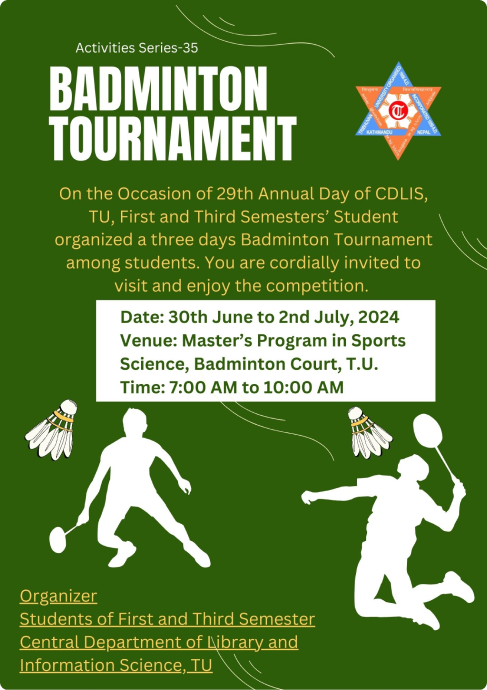 Activities Series-35
BADMINTON
TOURNAMENT
KATHMANDU
NEPAL
On the Occasion of 29th Annual Day of CDLIS,
TU, First and Third Semesters’ Student
organized a three days Badminton Tournament
among students. You are cordially invited to
visit and enjoy the competition.
Date: 30th June to 2nd July, 2024
Venue: Master’s Program in Sports
Science, Badminton Court, T.U.
Time: 7:00 AM to 10:00 AM
Organizer
Students of First and Third Semester
Central Department of Library and
Information Science, TU